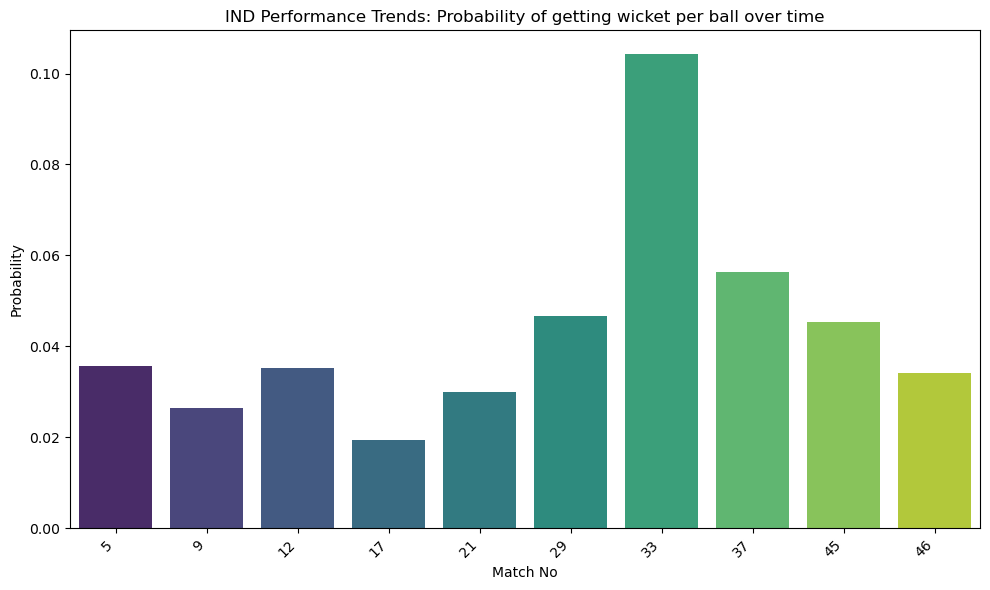 IND Performance Trends: Probability of getting wicket per ball over time
Probability
0.10
0.08
0.06
0.04
0.02
0.00
5 9 12 17 21 29 33 37 45 46
Match No